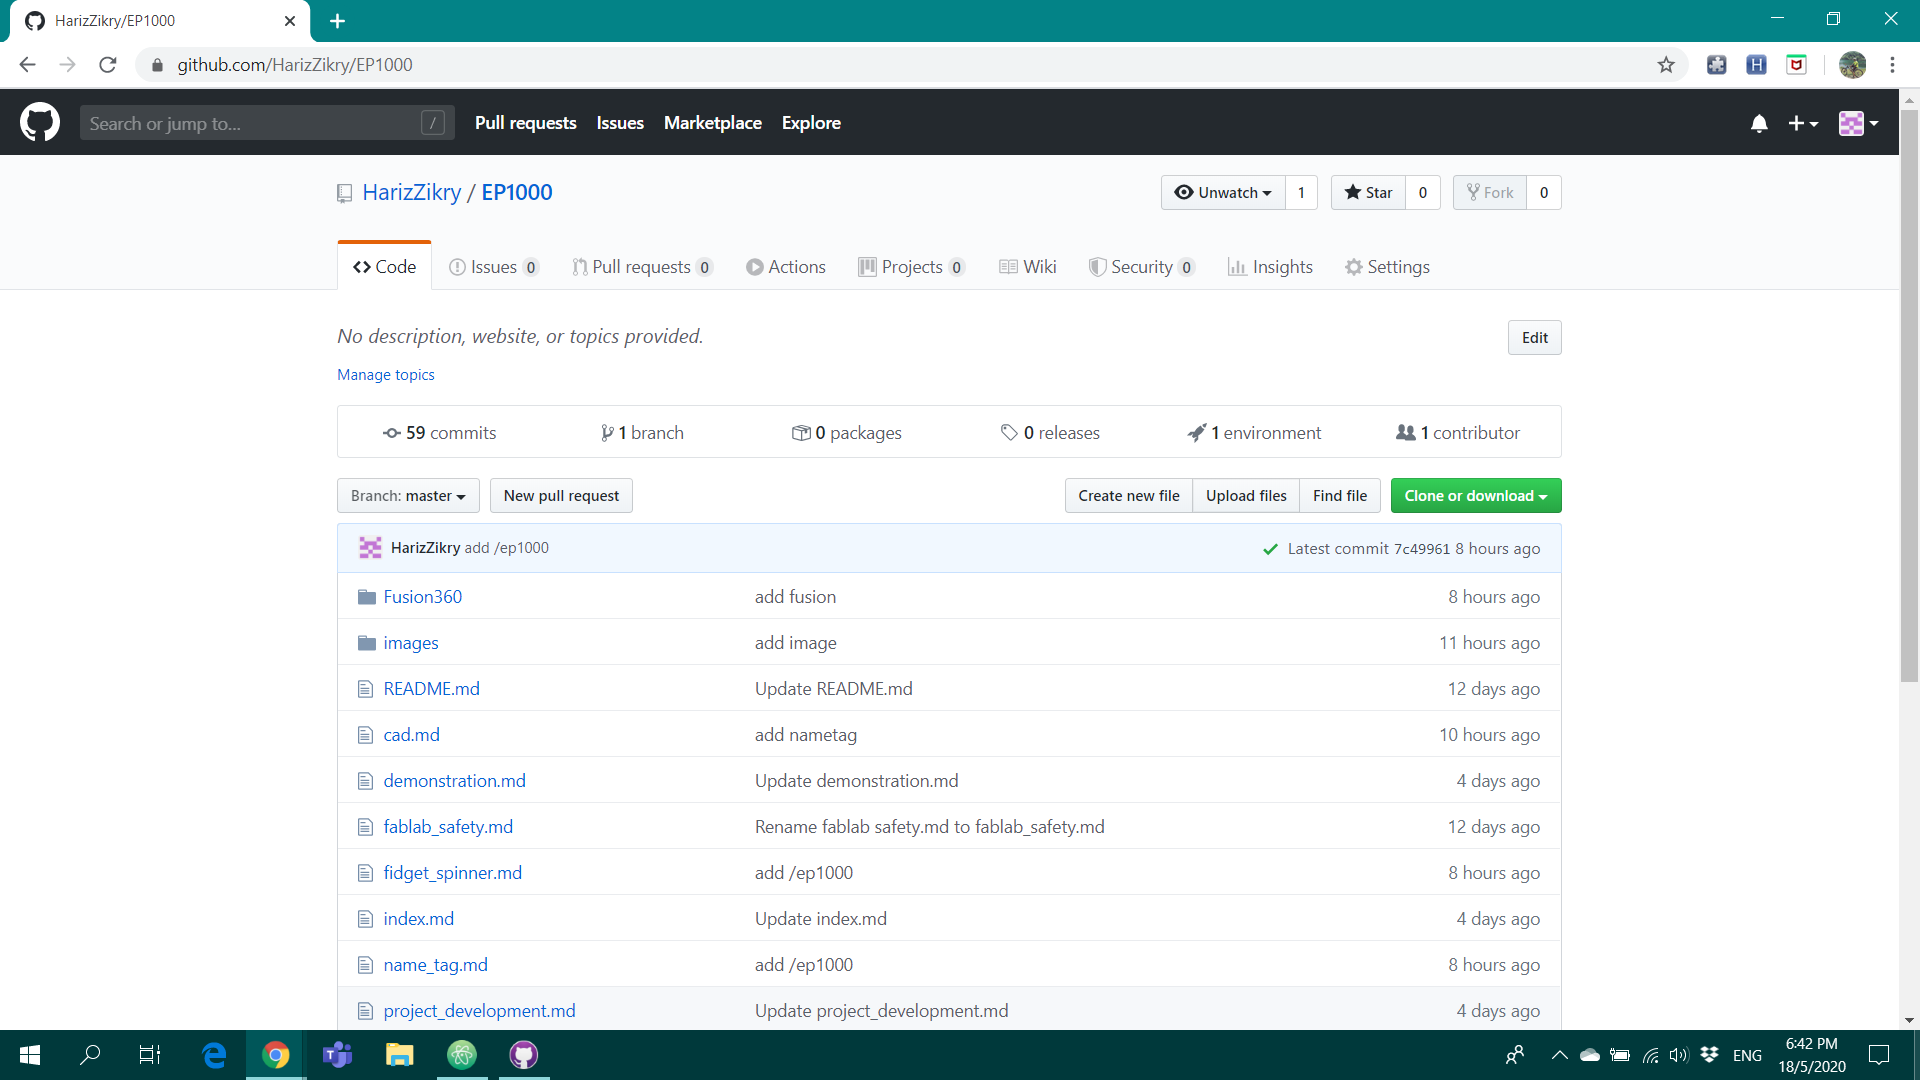 HarizZikry/EP1000
github.com/HarizZikry/EP1000
Search or jump to... /
Pull requests Issues Marketplace Explore
HarizZikry / EP1000
Unwatch 1 Star 0 Fork 0
Code Issues 0 Pull requests 0 Actions Projects 0 Wiki Security 0 Insights Settings
No description, website, or topics provided.
Edit
Manage topics
59 commits 1 branch 0 packages 0 releases 1 environment 1 contributor
Branch: master New pull request Create new file Upload files Find file Clone or download
HarizZikry add /ep1000 Latest commit 7c49961 8 hours ago
Fusion360 add fusion 8 hours ago
images add image 11 hours ago
README.md Update README.md 12 days ago
cad.md add nametag 10 hours ago
demonstration.md Update demonstration.md 4 days ago
fablab_safety.md Rename fablab safety.md to fablab_safety.md 12 days ago
fidget_spinner.md add /ep1000 8 hours ago
index.md Update index.md 4 days ago
name_tag.md add /ep1000 8 hours ago
project_development.md Update project_development.md 4 days ago
ENG
6:42 PM
18/5/2020